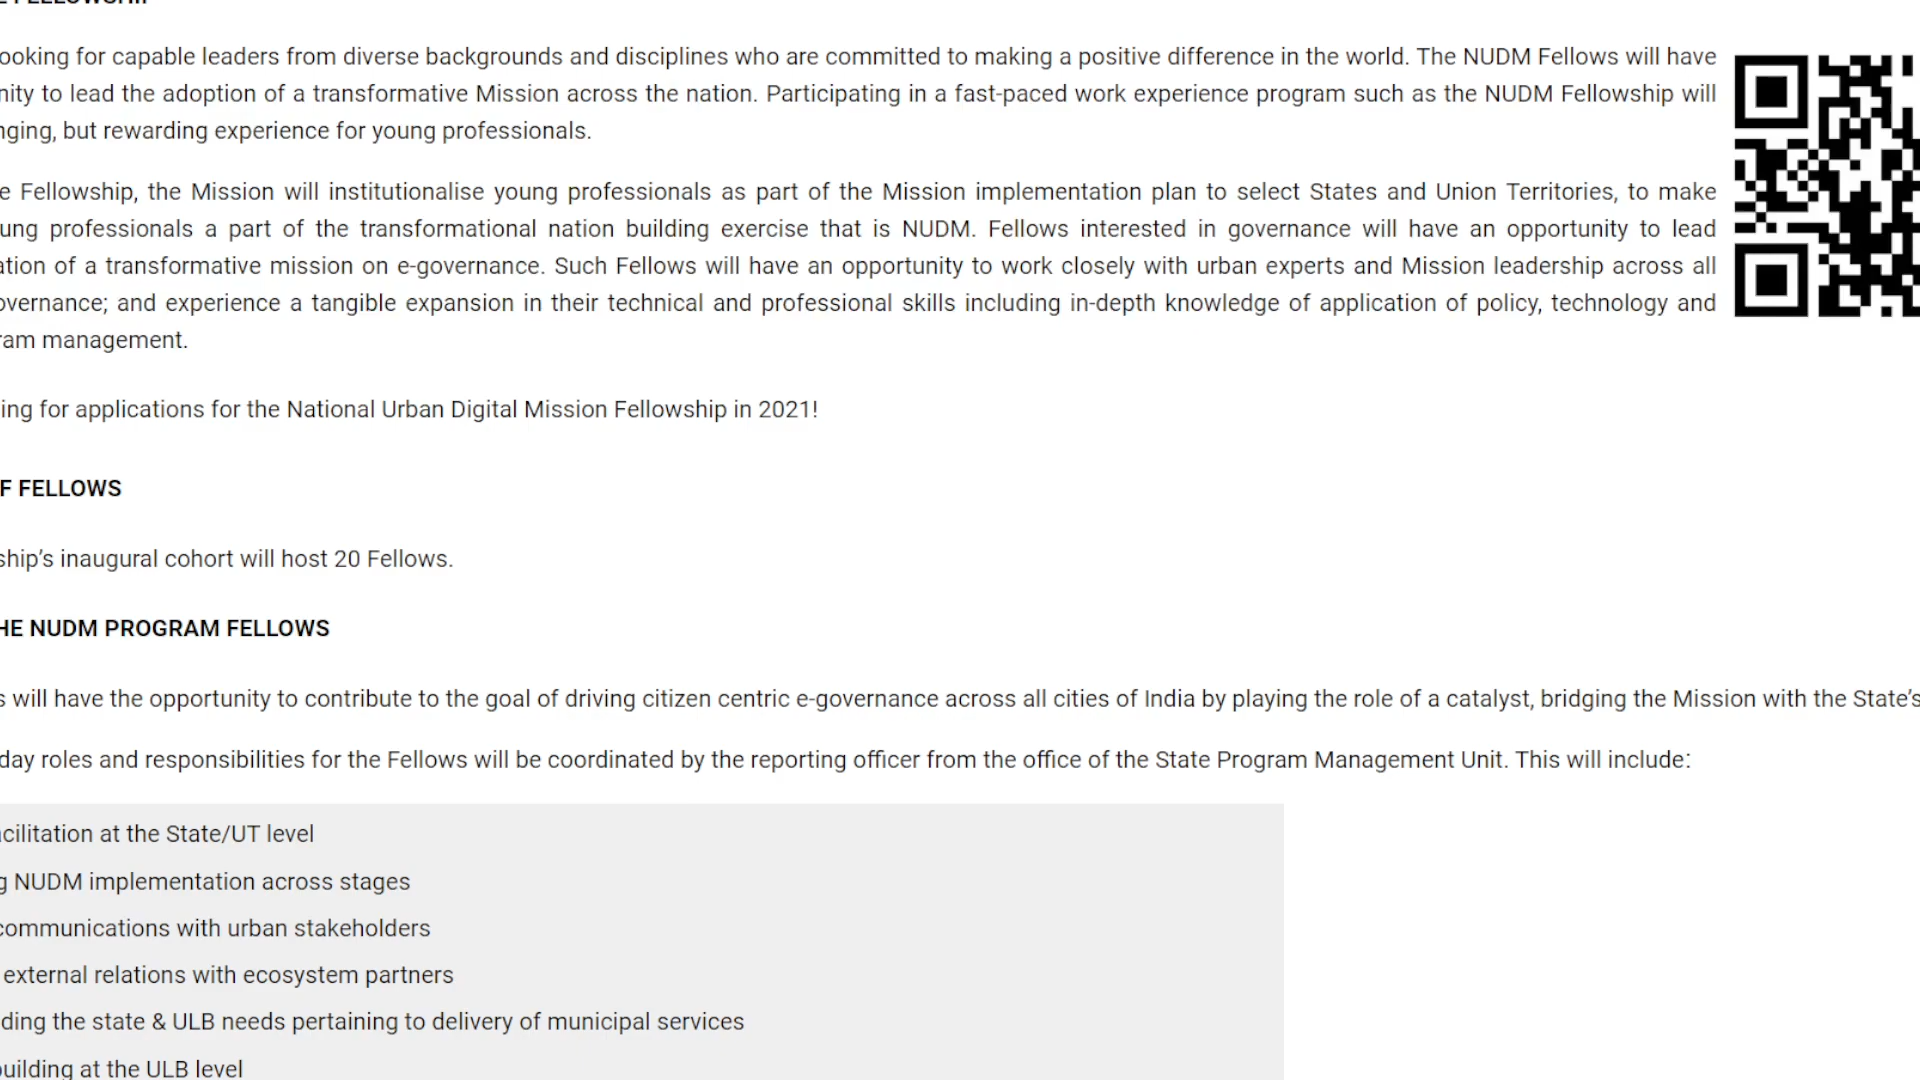 E FELLOWSHIP
ooking for capable leaders from diverse backgrounds and disciplines who are committed to making a positive difference in the world. The NUDM Fellows will have
nity to lead the adoption of a transformative Mission across the nation. Participating in a fast-paced work experience program such as the NUDM Fellowship will
nging, but rewarding experience for young professionals.
e Fellowship, the Mission will institutionalise young professionals as part of the Mission implementation plan to select States and Union Territories, to make
ung professionals a part of the transformational nation building exercise that is NUDM. Fellows interested in governance will have an opportunity to lead
ation of a transformative mission on e-governance. Such Fellows will have an opportunity to work closely with urban experts and Mission leadership across all
overnance; and experience a tangible expansion in their technical and professional skills including in-depth knowledge of application of policy, technology and
ram management.
ing for applications for the National Urban Digital Mission Fellowship in 2021!
F FELLOWS
ship's inaugural cohort will host 20 Fellows.
HE NUDM PROGRAM FELLOWS
s will have the opportunity to contribute to the goal of driving citizen centric e-governance across all cities of India by playing the role of a catalyst, bridging the Mission with the State's
day roles and responsibilities for the Fellows will be coordinated by the reporting officer from the office of the State Program Management Unit. This will include:
cilitation at the State/UT level
g NUDM implementation across stages
communications with urban stakeholders
external relations with ecosystem partners
ding the state & ULB needs pertaining to delivery of municipal services
building at the ULB level